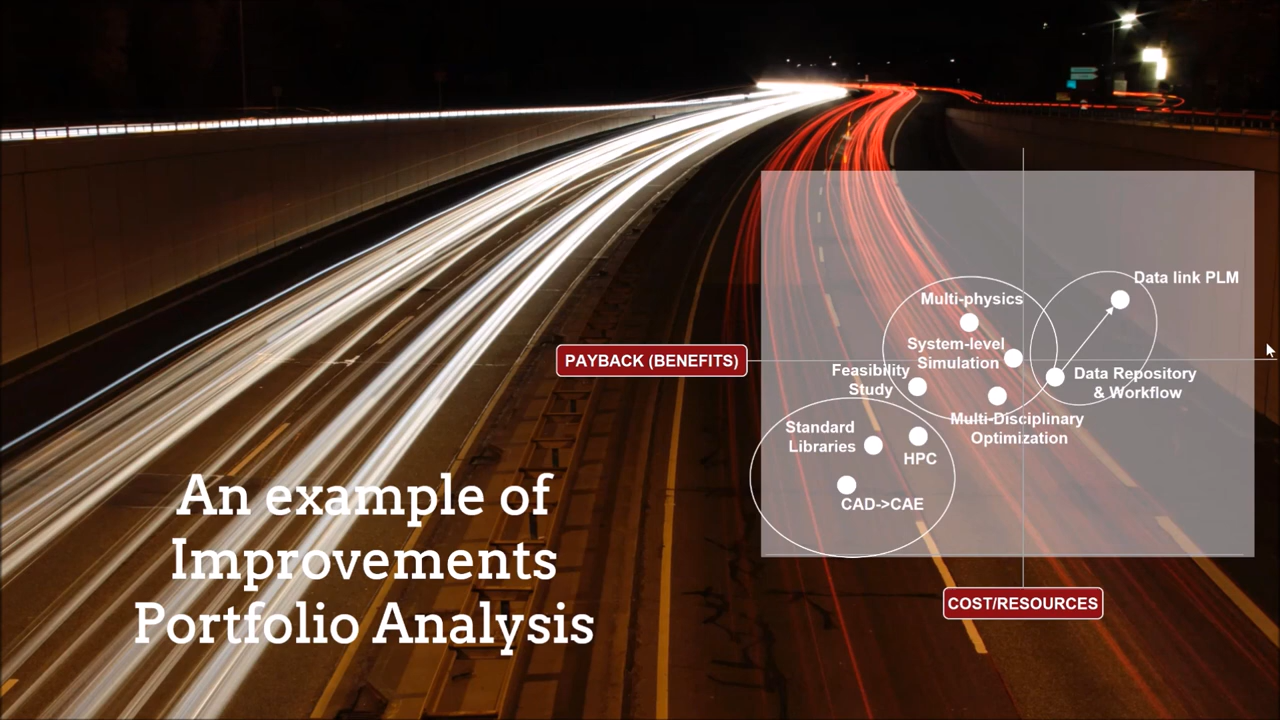 An example of
Improvements
Portfolio Analysis
PAYBACK (BENEFITS)
Data link PLM
Multi-physics
System-level
Simulation
Feasibility
Study
Data Repository
& Workflow
Multi-Disciplinary
Optimization
Standard
Libraries
HPC
CAD->CAE
COST/RESOURCES